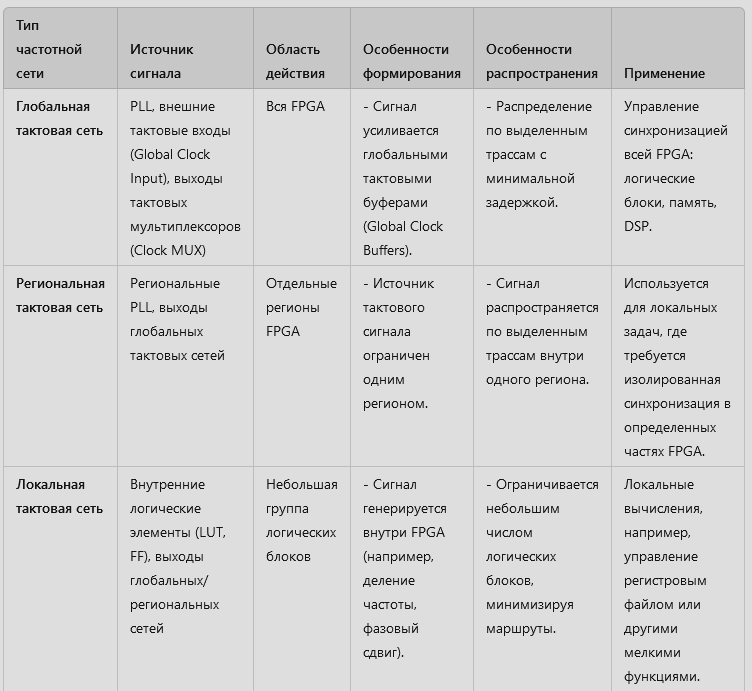 Тип
частотной
сети
Источник
сигнала
Область
действия
Особенности
формирования
Особенности
распространения
Применение
Глобальная
тактовая сеть
PLL, внешние
тактовые входы
(Global Clock
Input), выходы
тактовых
мультиплексоров
(Clock MUX)
Вся FPGA
- Сигнал
усиливается
глобальными
тактовыми
буферами
(Global Clock
Buffers).
- Распределение
по выделенным
трассам с
минимальной
задержкой.
Управление
синхронизацией
всей FPGA:
логические
блоки, память,
DSP.
Региональная
тактовая сеть
Региональные
PLL, выходы
глобальных
тактовых сетей
Отдельные
регионы
FPGA
- Источник
тактового
сигнала
ограничен
одним
регионом.
- Сигнал
распространяется
по выделенным
трассам внутри
одного региона.
Используется
для локальных
задач, где
требуется
изолированная
синхронизация в
определенных
частях FPGA.
Локальная
тактовая сеть
Внутренние
логические
элементы (LUT,
FF), выходы
глобальных/
региональных
сетей
Небольшая
группа
логических
блоков
- Сигнал
генерируется
внутри FPGA
(например,
деление
частоты,
фазовый
сдвиг).
- Ограничивается
небольшим
числом
логических
блоков,
минимизируя
маршруты.
Локальные
вычисления,
например,
управление
регистровым
файлом или
другими
мелкими
функциями.